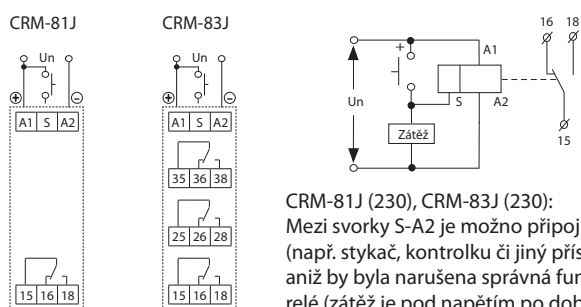 CRM-81J
CRM-83J
Un
Un
A1 S A2
A1 S A2
35 36 38
25 26 28
15 16 18
15 16 18
16 18
+
A1
Un
S
A2
Zátěž
15
CRM-81J (230), CRM-83J (230):
Mezi svorky S-A2 je možno připoj
(např. stykač, kontrolku či jiný přís
aniž by byla narušena správná fun
relé (zátěž je pod napětím po dob